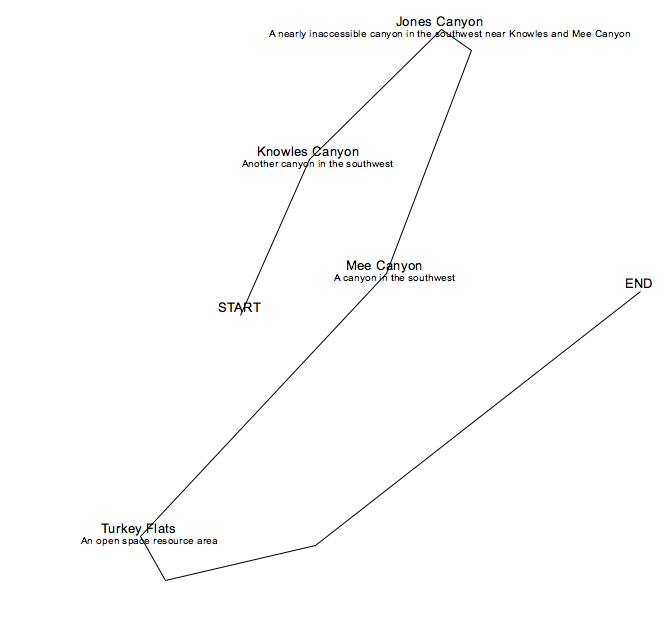 Jones Canyon
A nearly inaccessible canyon in the southwest near Knowles and Mee Canyon
Knowles Canyon
Another canyon in the southwest
Mee Canyon
A canyon in the southwest
END
START
Turkey Flats
An open space resource area